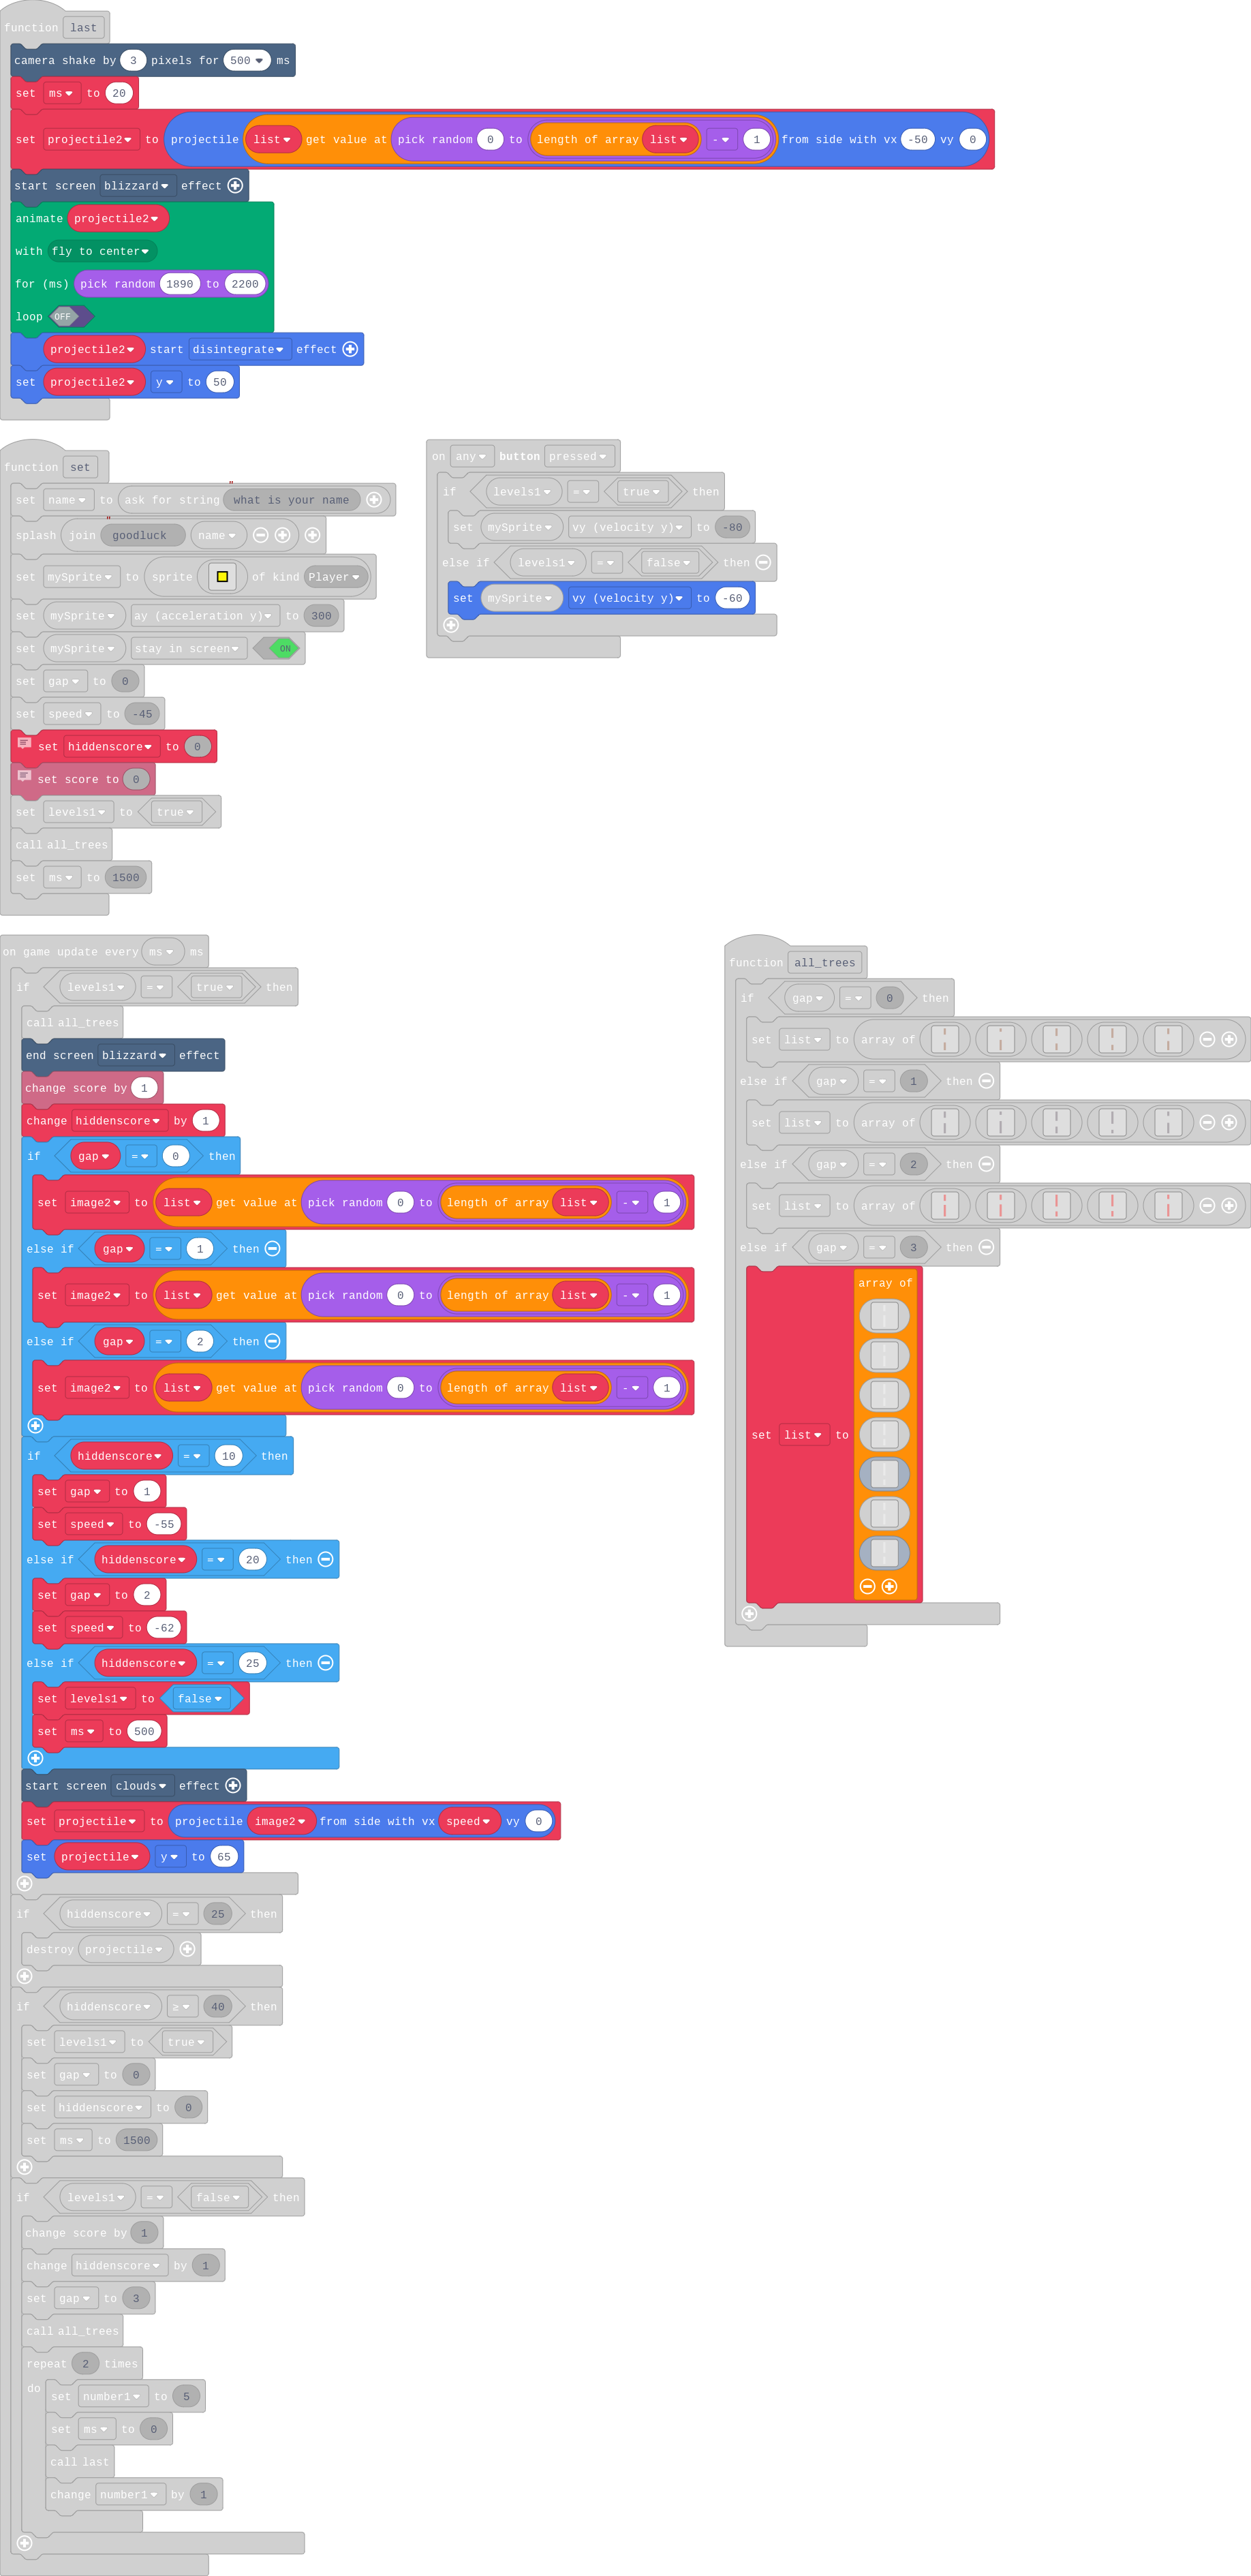 function last
camera shake by 3 pixels for 500 ms
set ms to 20
set projectile2 to projectile list get value at pick random 0 to length of array list - 1 from side with vx -50 vy 0
start screen blizzard effect
animate projectile2
with fly to center
for (ms) pick random 1890 to 2200
loop OFF
projectile2 start disintegrate effect
set projectile2 y to 50
function set
set name to ask for string "what is your name
splash join "goodluck name
set mySprite to sprite of kind Player
set mySprite ay (acceleration y) to 300
set mySprite stay in screen ON
set gap to 0
set speed to -45
set hiddenscore to 0
set score to 0
set levels1 to true
call all_trees
set ms to 1500
on any button pressed
if levels1 = true then
set mySprite vy (velocity y) to -80
else if levels1 = false then
set mySprite vy (velocity y) to -60
on game update every ms ms
if levels1 = true then
call all_trees
end screen blizzard effect
change score by 1
change hiddenscore by 1
if gap = 0 then
set image2 to list get value at pick random 0 to length of array list - 1
else if gap = 1 then
set image2 to list get value at pick random 0 to length of array list - 1
else if gap = 2 then
set image2 to list get value at pick random 0 to length of array list - 1
if hiddenscore = 10 then
set gap to 1
set speed to -55
else if hiddenscore = 20 then
set gap to 2
set speed to -62
else if hiddenscore = 25 then
set levels1 to false
set ms to 500
start screen clouds effect
set projectile to projectile image2 from side with vx speed vy 0
set projectile y to 65
if hiddenscore = 25 then
destroy projectile
if hiddenscore ≥ 40 then
set levels1 to true
set gap to 0
set hiddenscore to 0
set ms to 1500
if levels1 = false then
change score by 1
change hiddenscore by 1
set gap to 3
call all_trees
repeat 2 times
do
set number1 to 5
set ms to 0
call last
change number1 by 1
function all_trees
if gap = 0 then
set list to array of
else if gap = 1 then
set list to array of
else if gap = 2 then
set list to array of
else if gap = 3 then
array of
set list to